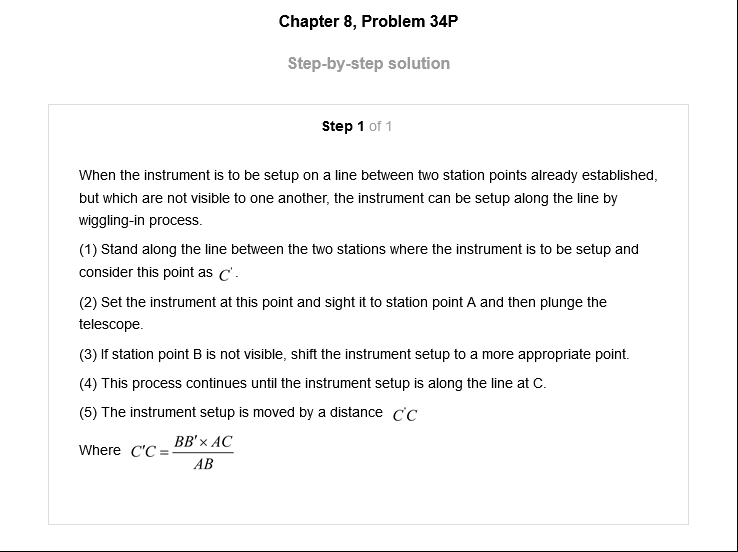 Chapter 8, Problem 34P
Step-by-step solution
Step 1 of 1
When the instrument is to be setup on a line between two station points already established,
but which are not visible to one another, the instrument can be setup along the line by
wiggling-in process.
(1) Stand along the line between the two stations where the instrument is to be setup and
consider this point as C'.
(2) Set the instrument at this point and sight it to station point A and then plunge the
telescope.
(3) If station point B is not visible, shift the instrument setup to a more appropriate point.
(4) This process continues until the instrument setup is along the line at C.
(5) The instrument setup is moved by a distance C'C
Where C'C = BB' × AC
AB